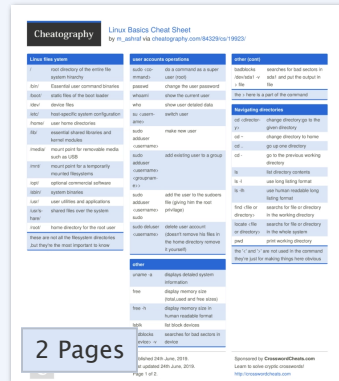 Cheatography
Linux Basics Cheat Sheet
by m_ashraf via cheatography.com/84329/cs/19923/
Linux files yatem
/ root directory of the entire file
system hirarchy
/bin/ Essential user command binaries
/boot/ static files of the boot loader
/dev/ device files
/etc/ host-specific system configuration
/home/ user home directories
/lib/ essential shared libraries and
kernel modules
/media/ mount point for removable media
such as USB
/mnt/ mount point for a temporarily
mounted filesystems
/opt/ optional commercial software
/sbin/ system binaries
/usr/ user utilities and applications
/usr/s-
hare/ shared files over the system
/root/ home directory for the root user
these are not all the filesystem directories
,but they're the most important to know
user accounts operations
sudo <co-
mmand> do a command as a super
user (root)
passwd change the user password
whoami show the current user
who show user detailed data
su <usern-
ame> switch user
sudo
adduser
<username> make new user
sudo
adduser
<username>
<groupnam-
e> add existing user to a group
sudo
adduser
<username>
sudo add the user to the sudoers
file (giving him the root
privilage)
sudo deluser
<username> delete user account
(doesn't remove his files in
the home directory remove
it yourself)
other
uname -a displays detailed system
information
free display memory size
(total,used and free sizes)
free -h display memory size in
human readable format
lsblk list block devices
badblocks
<device> -v searches for bad sectors in
device
other (cont)
badblocks
/dev/sda1 -v
> file searches for bad sectors in
sda1 and put the output in
file
the > here is a part of the command
Navigating directories
cd <director-
y> change directory go to the
given directory
cd ~ change directory to home
cd .. go up one directory
cd - go to the previous working
directory
ls list directory contents
ls -l use long listing format
ls -lh use human readable long
listing format
find <file or
directory> searchs for file or directory
in the working directory
locate <file
or directory> searchs for file or directory
in the whole system
pwd print working directory
the '<' and '>' are not used in the command
they're just for making things here obvious
2 Pages
Published 24th June, 2019.
Last updated 24th June, 2019.
Page 1 of 2.
Sponsored by CrosswordCheats.com
Learn to solve cryptic crosswords!
http://crosswordcheats.com